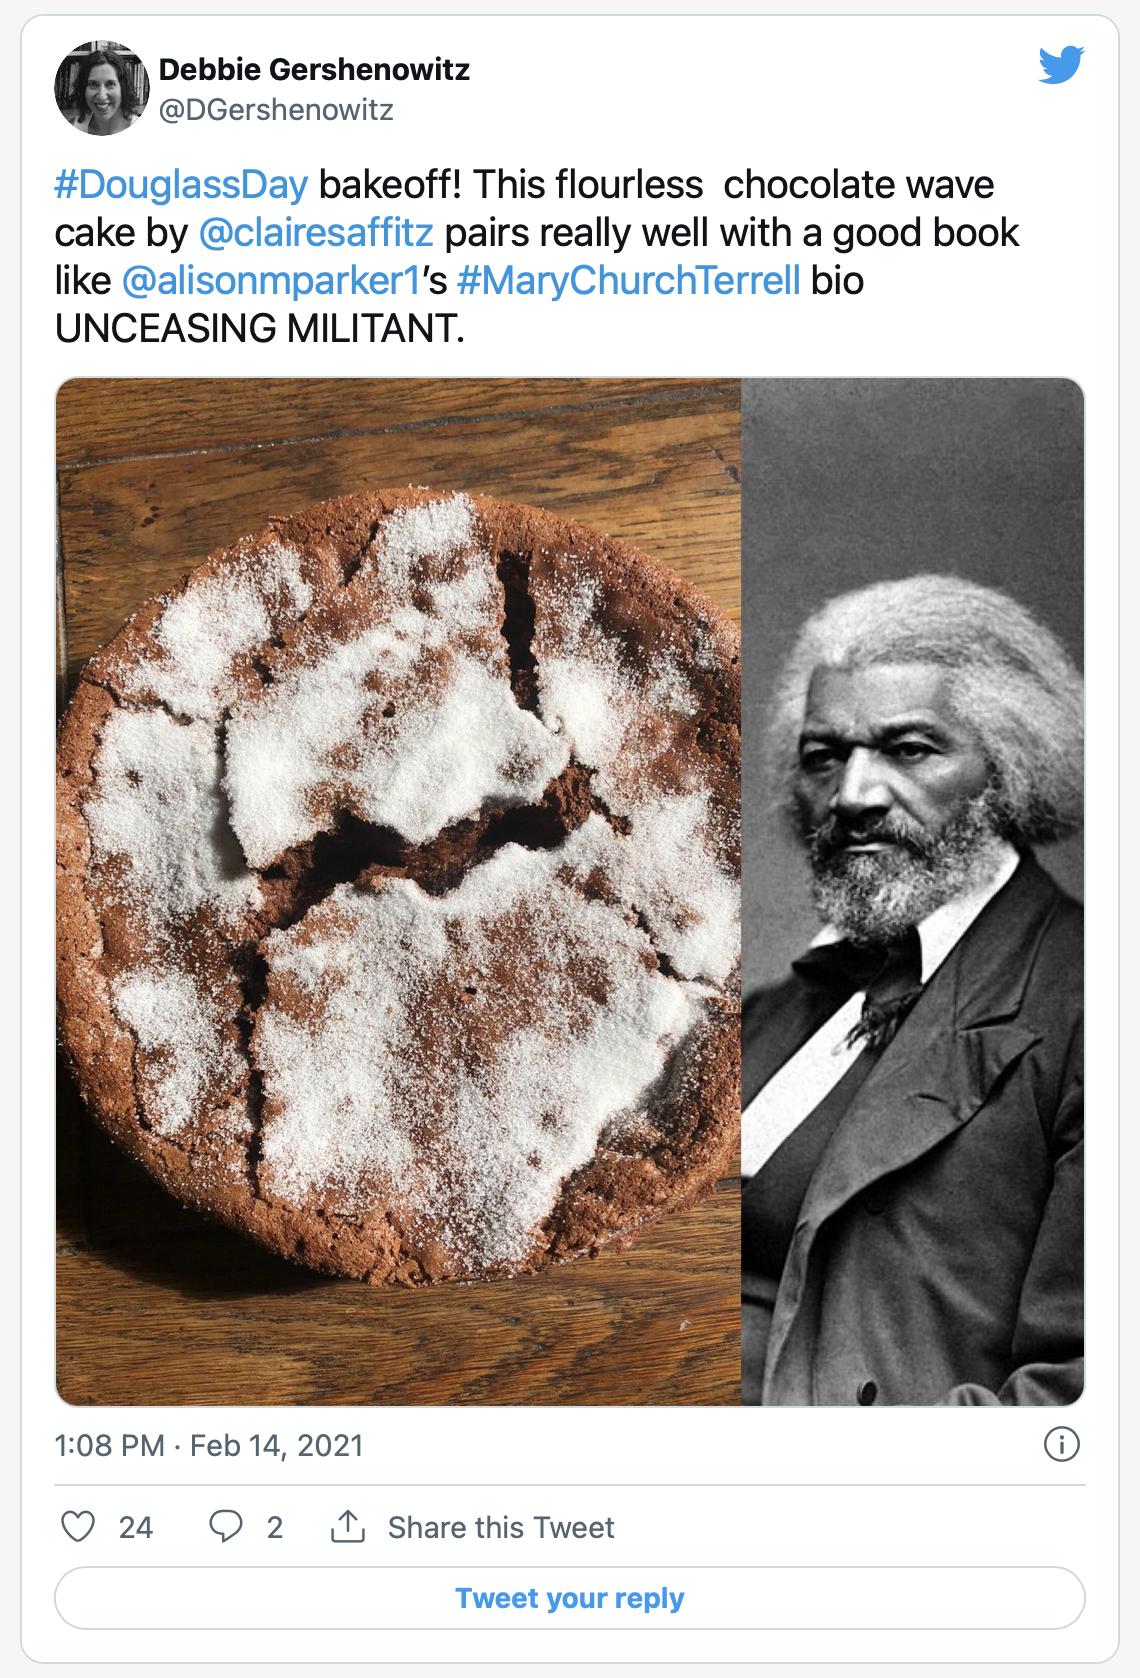 Debbie Gershenowitz
@DGershenowitz
#DouglassDay bakeoff! This flourless  chocolate wave
cake by @clairesaffitz pairs really well with a good book
like @alisonmparker1’s #MaryChurchTerrell bio
UNCEASING MILITANT.
1:08 PM · Feb 14, 2021
24 2 Share this Tweet
Tweet your reply